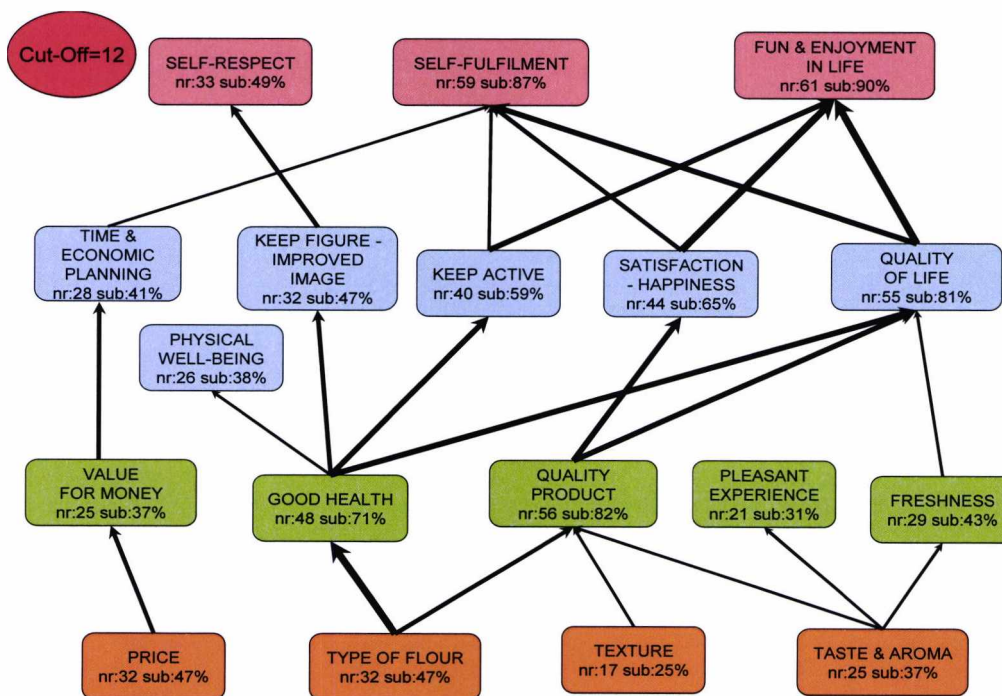 Cut-Off=12
SELF-RESPECT
nr:33 sub:49%
SELF-FULFILMENT
nr:59 sub:87%
FUN & ENJOYMENT
IN LIFE
nr:61 sub:90%
TIME &
ECONOMIC
PLANNING
nr:28 sub:41%
KEEP FIGURE -
IMPROVED
IMAGE
nr:32 sub:47%
KEEP ACTIVE
nr:40 sub:59%
SATISFACTION
- HAPPINESS
nr:44 sub:65%
QUALITY
OF LIFE
nr:55 sub:81%
PHYSICAL
WELL-BEING
nr:26 sub:38%
VALUE
FOR MONEY
nr:25 sub:37%
GOOD HEALTH
nr:48 sub:71%
QUALITY
PRODUCT
nr:56 sub:82%
PLEASANT
EXPERIENCE
nr:21 sub:31%
FRESHNESS
nr:29 sub:43%
PRICE
nr:32 sub:47%
TYPE OF FLOUR
nr:32 sub:47%
TEXTURE
nr:17 sub:25%
TASTE & AROMA
nr:25 sub:37%